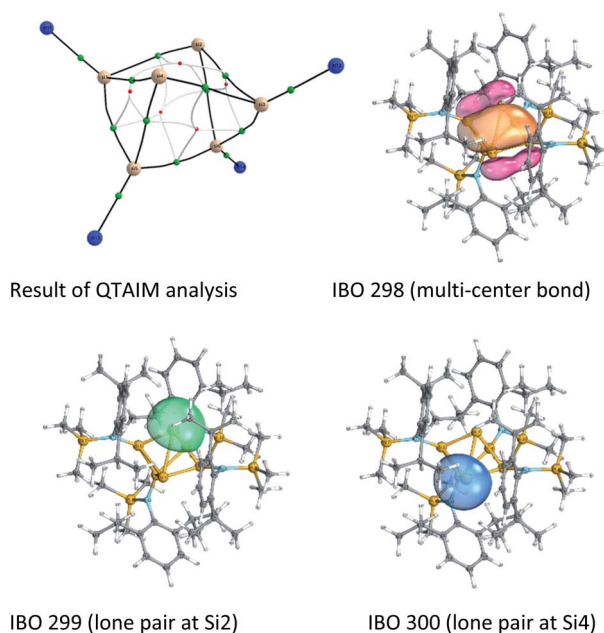 Result of QTAIM analysis
IBO 298 (multi-center bond)
IBO 299 (lone pair at Si2)
IBO 300 (lone pair at Si4)